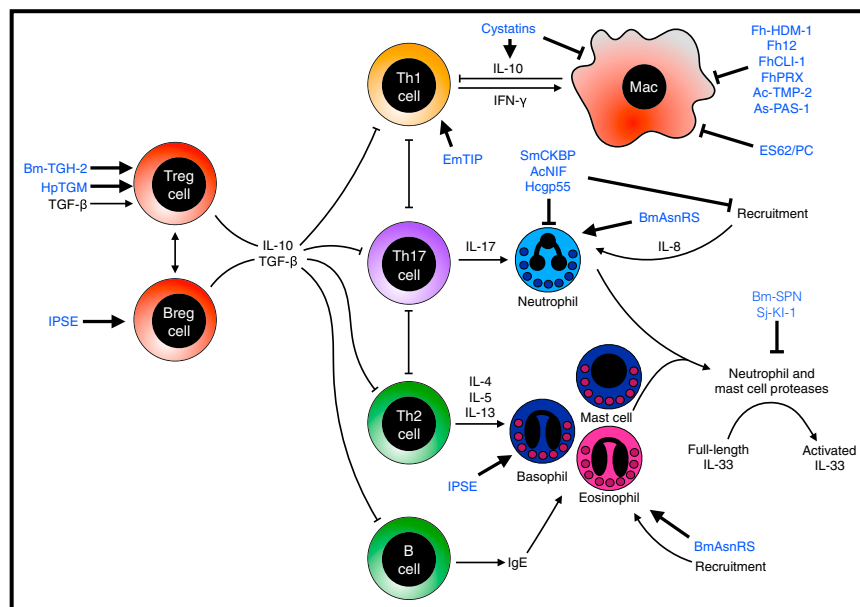 Cystatins
IL-10
IFN-γ
Th1
cell
Mac
Fh-HDM-1
Fh12
FhCLI-1
FhPRX
Ac-TMP-2
As-PAS-1
ES62/PC
EmTIP
Bm-TGH-2
HpTGM
TGF-β
Treg
cell
SmCKBP
AcNIF
Hcgp55
BmAsnRS
Recruitment
IL-8
IL-10
TGF-β
Th17
cell
IL-17
Neutrophil
IPSE
Breg
cell
Bm-SPN
Sj-KI-1
Neutrophil and
mast cell proteases
IL-4
IL-5
IL-13
Th2
cell
Mast cell
Full-length
IL-33
Activated
IL-33
IPSE
Basophil
Eosinophil
B
cell
IgE
BmAsnRS
Recruitment